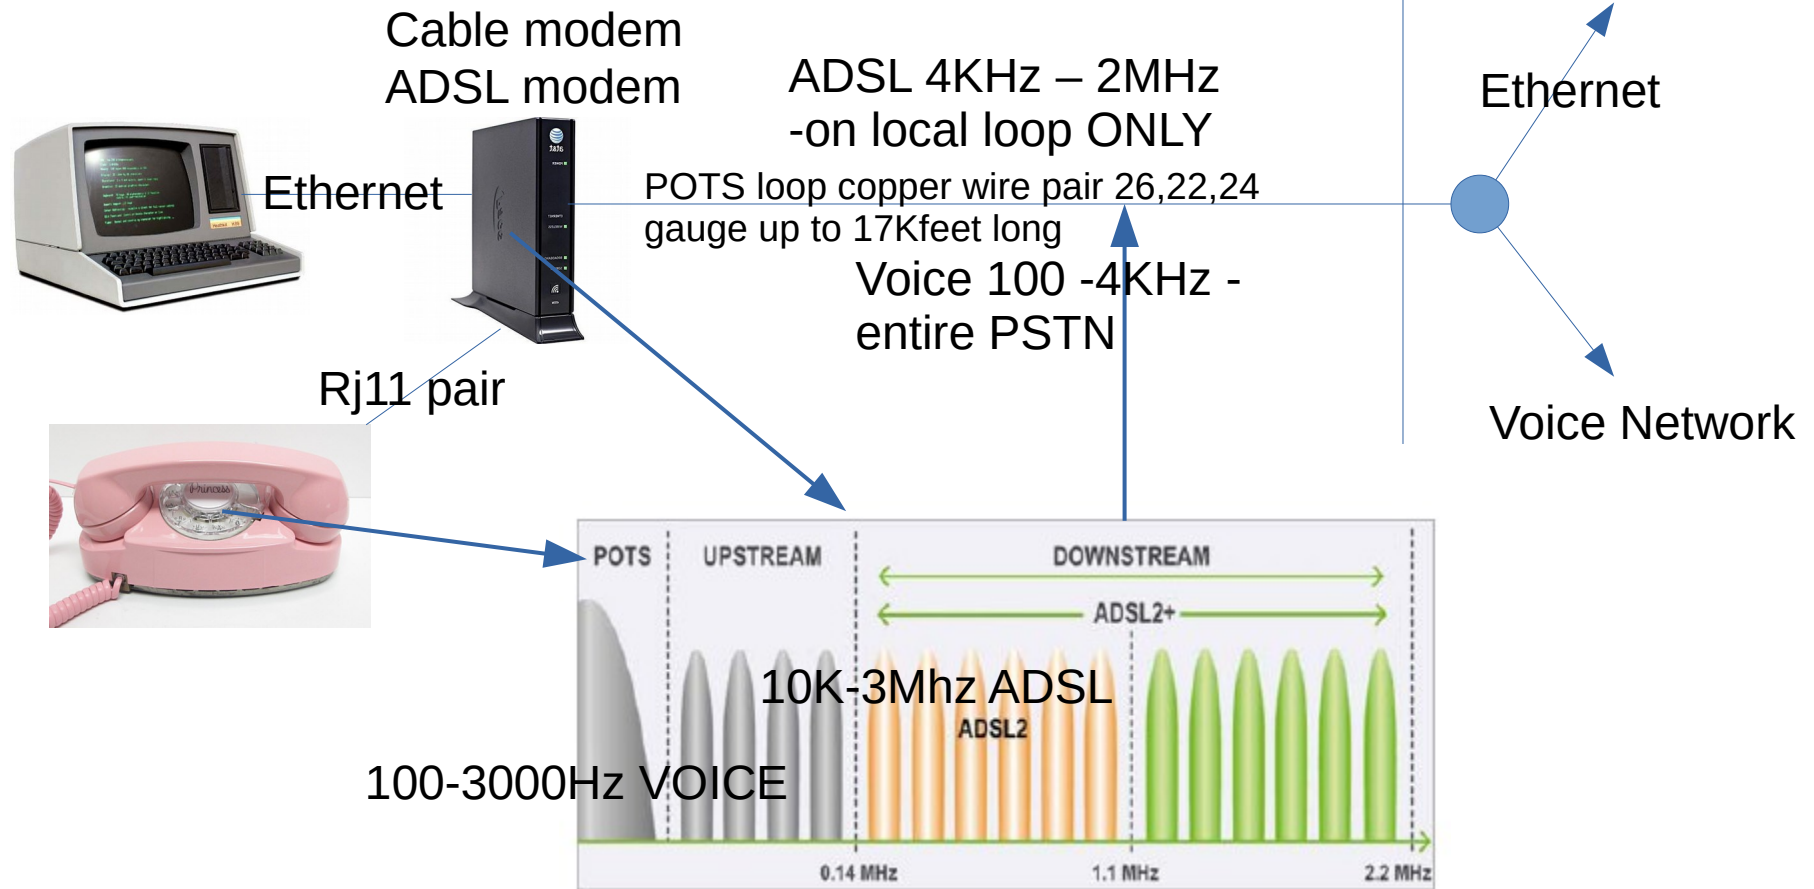 Cable modem
ADSL modem
ADSL 4KHz – 2MHz
-on local loop ONLY
Ethernet
Ethernet
POTS loop copper wire pair 26,22,24
gauge up to 17Kfeet long
Voice 100 -4KHz -
entire PSTN
Rj11 pair
Voice Network
Princess
POTS
UPSTREAM
DOWNSTREAM
ADSL2+
10K-3Mhz ADSL
ADSL2
100-3000Hz VOICE
0.14 MHz
1.1 MHz
2.2 MHz